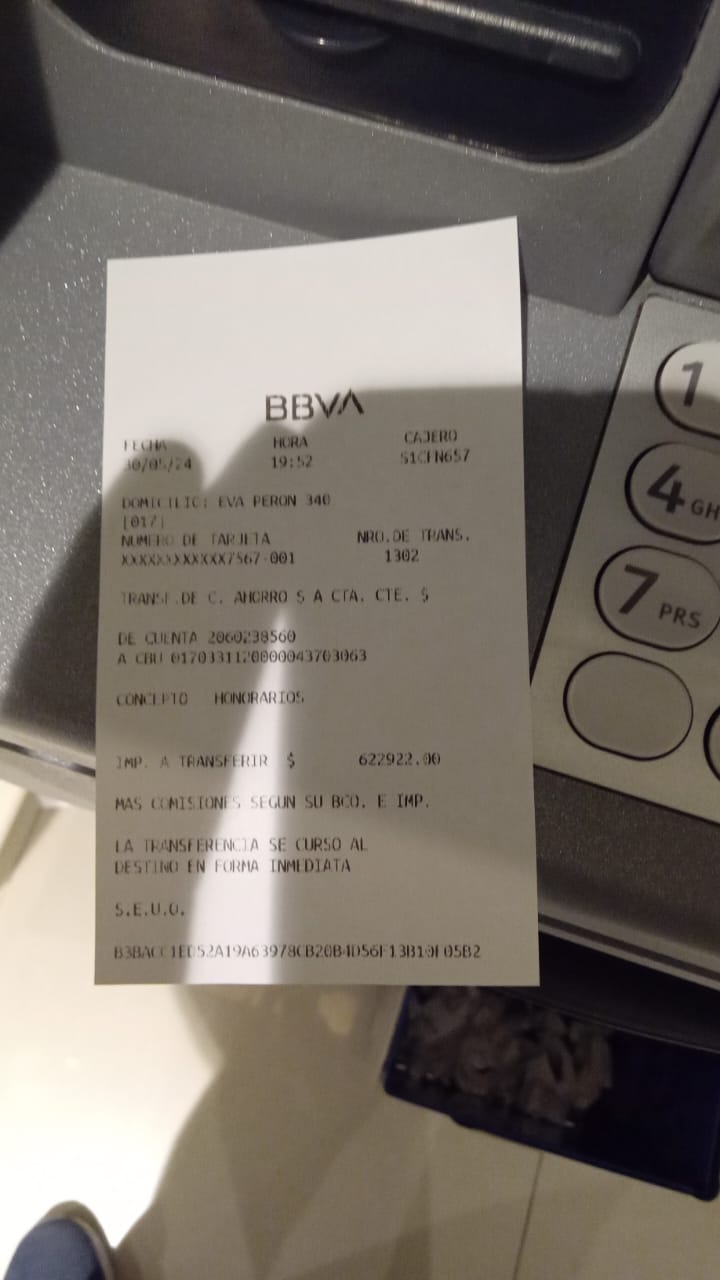 BBVA
FECHA HORA CAJERO
30/05/24 19:52 S1CFN657
DOMICILIO: EVA PERON 340
[017]
NUMERO DE TARJETA NRO.DE TRANS.
XXXXXXXXXXXX7567-001 1302
TRANSF.DE C. AHORRO $ A CTA. CTE. $
DE CUENTA 2060238560
A CBU 0170331120000043703063
CONCEPTO HONORARIOS
IMP. A TRANSFERIR $ 622922.00
MAS COMISIONES SEGUN SU BCO. E IMP.
LA TRANSFERENCIA SE CURSO AL
DESTINO EN FORMA INMEDIATA
S.E.U.O.
1
4 GH
7 PRS